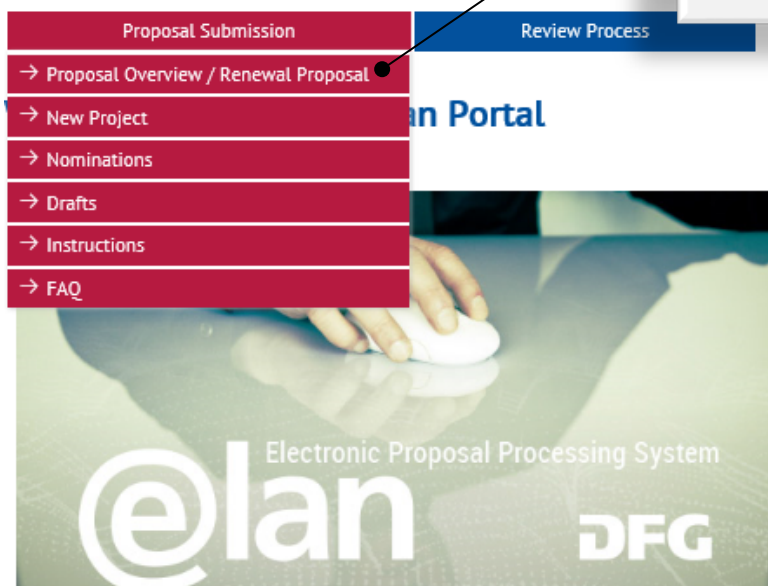 Proposal Submission
Review Process
→ Proposal Overview / Renewal Proposal
→ New Project
an Portal
→ Nominations
→ Drafts
→ Instructions
→ FAQ
Electronic Proposal Processing System
@elan
DFG